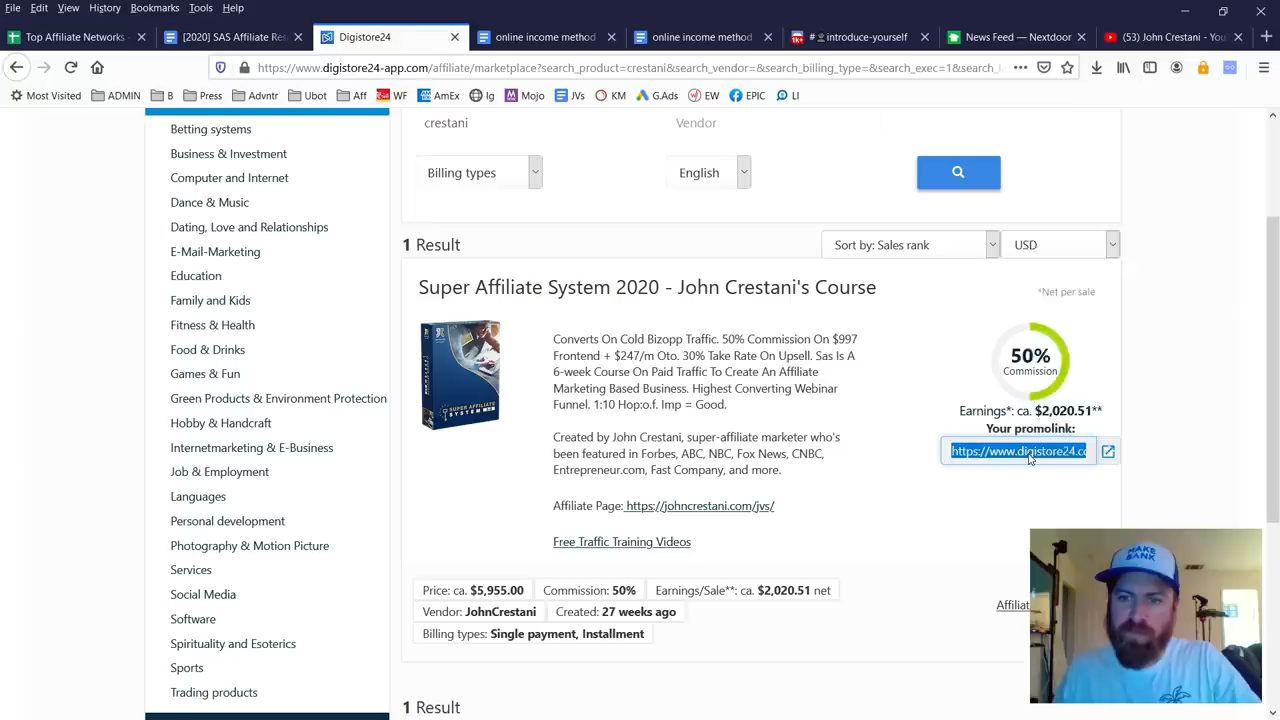 File Edit View History Bookmarks Tools Help
Top Affiliate Networks -
[2020] SAS Affiliate Res
Digistore24
online income method
online income method
# introduce-yourself
News Feed — Nextdoor
(53) John Crestani - You
https://www.digistore24-app.com/affiliate/marketplace?search_product=crestani&search_vendor=&search_billing_type=&search_exec=1&search_l
Most Visited ADMIN B Press Advntr Ubot Aff WF AmEx Ig Mojo JVs KM G.Ads EW EPIC LI
crestani
Vendor
Billing types
English
1 Result
Sort by: Sales rank
USD
Betting systems
Business & Investment
Computer and Internet
Dance & Music
Dating, Love and Relationships
E-Mail-Marketing
Education
Family and Kids
Fitness & Health
Food & Drinks
Games & Fun
Green Products & Environment Protection
Hobby & Handcraft
Internetmarketing & E-Business
Job & Employment
Languages
Personal development
Photography & Motion Picture
Services
Social Media
Software
Spirituality and Esoterics
Sports
Trading products
Super Affiliate System 2020 - John Crestani's Course
*Net per sale
SUPER AFFILIATE
SYSTEM
Converts On Cold Bizopp Traffic. 50% Commission On $997
Frontend + $247/m Oto. 30% Take Rate On Upsell. Sas Is A
6-week Course On Paid Traffic To Create An Affiliate
Marketing Based Business. Highest Converting Webinar
Funnel. 1:10 Hop:o.f. Imp = Good.
Created by John Crestani, super-affiliate marketer who's
been featured in Forbes, ABC, NBC, Fox News, CNBC,
Entrepreneur.com, Fast Company, and more.
Affiliate Page: https://johncrestani.com/jvs/
Free Traffic Training Videos
50%
Commission
Earnings*: ca. $2,020.51**
Your promolink:
https://www.digistore24.co
Price: ca. $5,955.00
Commission: 50%
Earnings/Sale**: ca. $2,020.51 net
Vendor: JohnCrestani
Created: 27 weeks ago
Billing types: Single payment, Installment
Affiliat
MAKE
BANK
1 Result